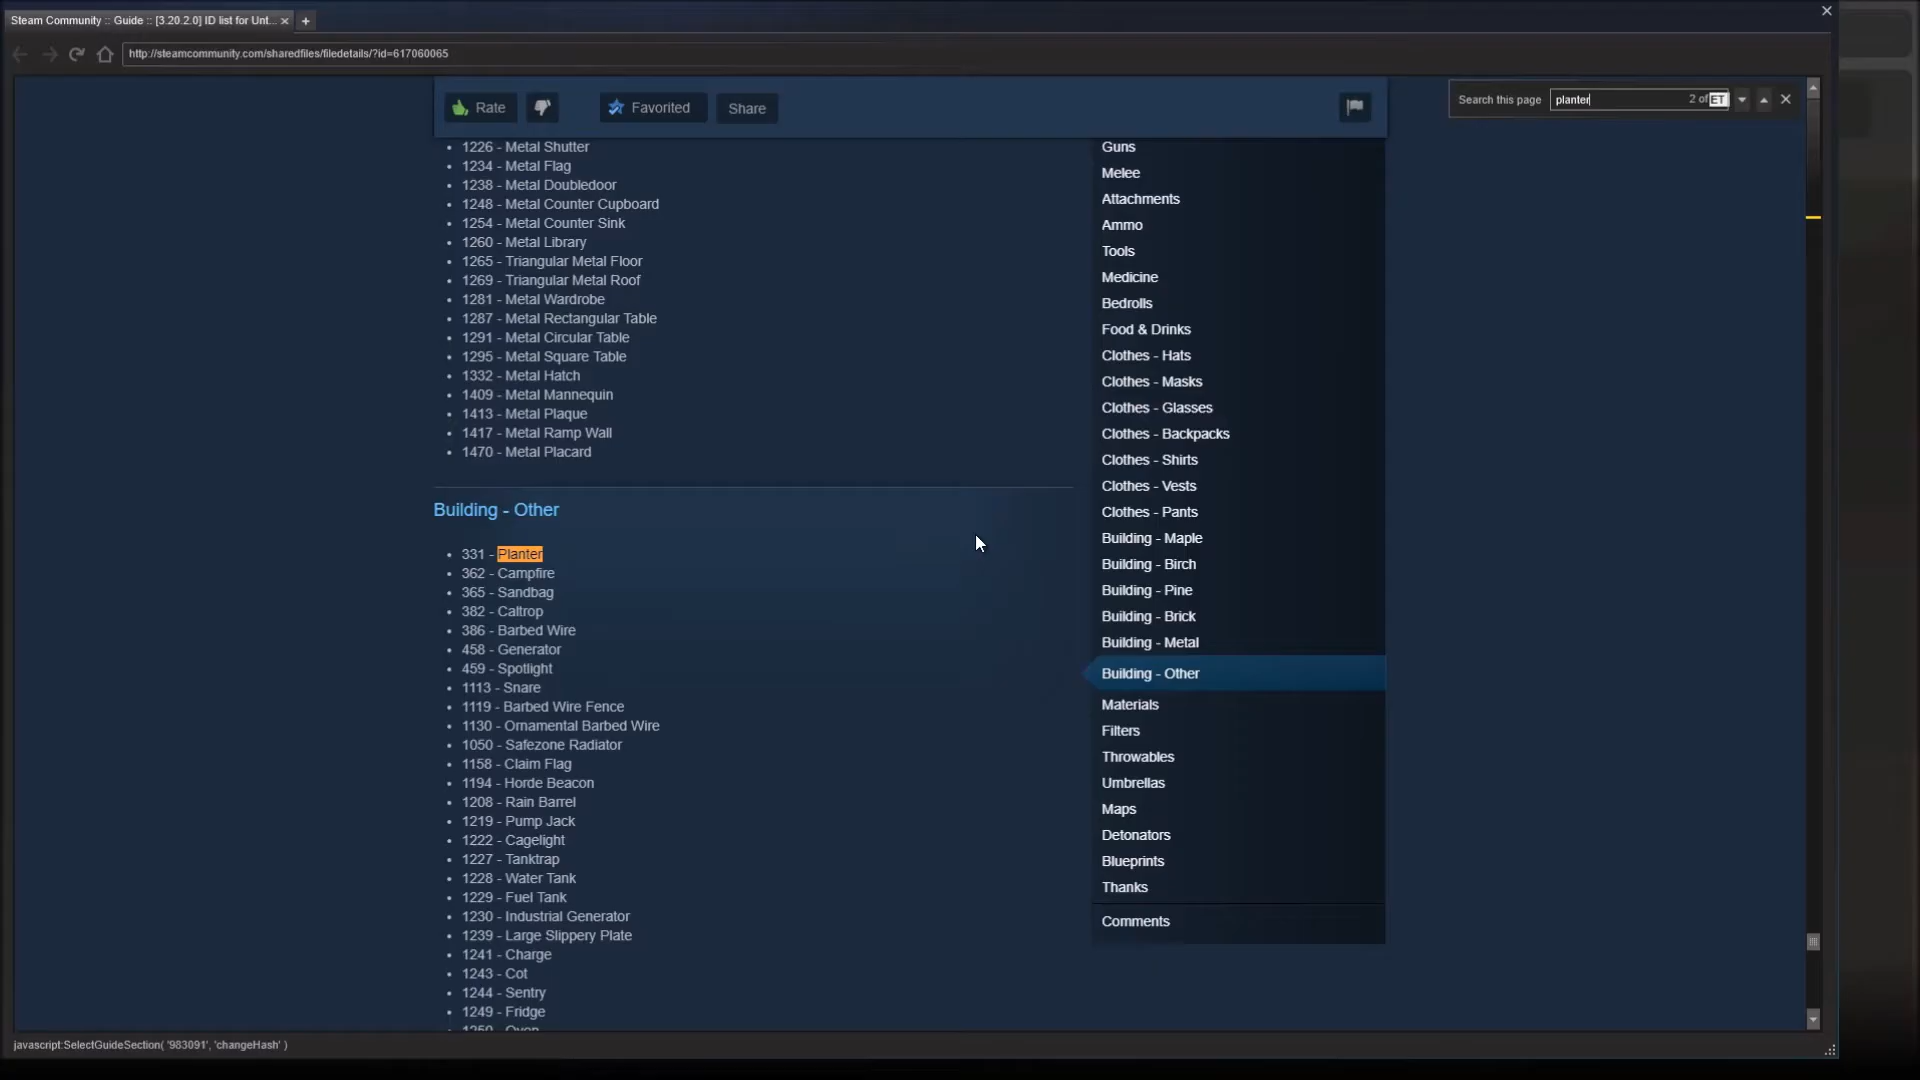 Steam Community :: Guide :: [3.20.2.0] ID list for Unt...
http://steamcommunity.com/sharedfiles/filedetails/?id=617060065
Rate
Favorited
Share
Search this page
planter
2 of
ET
1226 - Metal Shutter
1234 - Metal Flag
1238 - Metal Doubledoor
1248 - Metal Counter Cupboard
1254 - Metal Counter Sink
1260 - Metal Library
1265 - Triangular Metal Floor
1269 - Triangular Metal Roof
1281 - Metal Wardrobe
1287 - Metal Rectangular Table
1291 - Metal Circular Table
1295 - Metal Square Table
1332 - Metal Hatch
1409 - Metal Mannequin
1413 - Metal Plaque
1417 - Metal Ramp Wall
1470 - Metal Placard
Building - Other
331 - Planter
362 - Campfire
365 - Sandbag
382 - Caltrop
386 - Barbed Wire
458 - Generator
459 - Spotlight
1113 - Snare
1119 - Barbed Wire Fence
1130 - Ornamental Barbed Wire
1050 - Safezone Radiator
1158 - Claim Flag
1194 - Horde Beacon
1208 - Rain Barrel
1219 - Pump Jack
1222 - Cagelight
1227 - Tanktrap
1228 - Water Tank
1229 - Fuel Tank
1230 - Industrial Generator
1239 - Large Slippery Plate
1241 - Charge
1243 - Cot
1244 - Sentry
1249 - Fridge
1250 - Oven
Guns
Melee
Attachments
Ammo
Tools
Medicine
Bedrolls
Food & Drinks
Clothes - Hats
Clothes - Masks
Clothes - Glasses
Clothes - Backpacks
Clothes - Shirts
Clothes - Vests
Clothes - Pants
Building - Maple
Building - Birch
Building - Pine
Building - Brick
Building - Metal
Building - Other
Materials
Filters
Throwables
Umbrellas
Maps
Detonators
Blueprints
Thanks
Comments
javascript:SelectGuideSection( '983091', 'changeHash' )